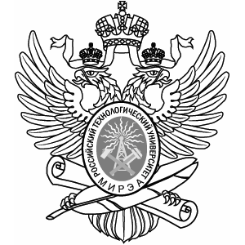 РОССИЙСКИЙ ТЕХНОЛОГИЧЕСКИЙ УНИВЕРСИТЕТ
МИРЭА